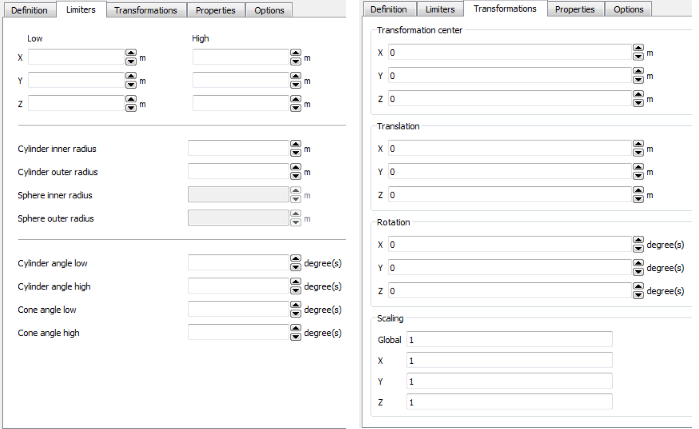 Definition Limiters Transformations Properties Options
Low High
X m m
Y m m
Z m m
Cylinder inner radius m
Cylinder outer radius m
Sphere inner radius m
Sphere outer radius m
Cylinder angle low degree(s)
Cylinder angle high degree(s)
Cone angle low degree(s)
Cone angle high degree(s)
Definition Limiters Transformations Properties Options
Transformation center
X 0 m
Y 0 m
Z 0 m
Translation
X 0 m
Y 0 m
Z 0 m
Rotation
X 0 degree(s)
Y 0 degree(s)
Z 0 degree(s)
Scaling
Global 1
X 1
Y 1
Z 1